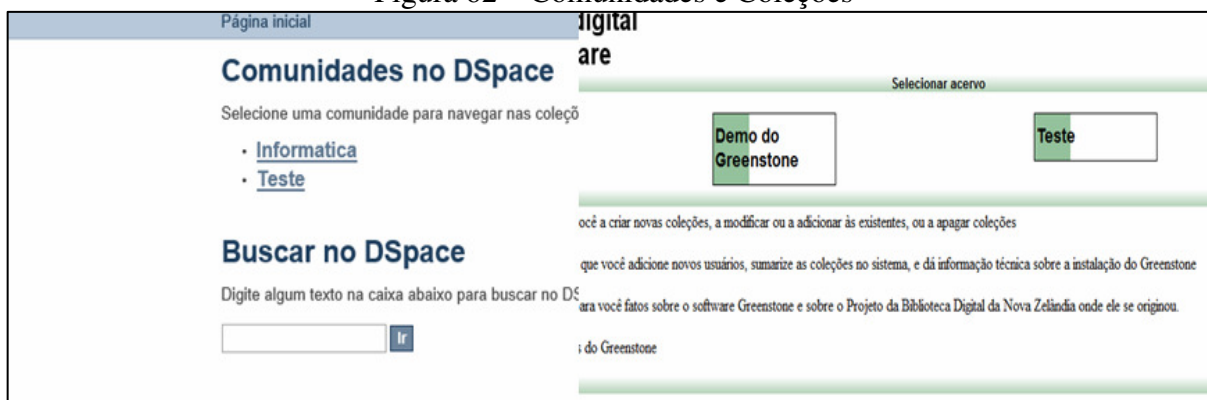 Figura 02 – Comunidades e Coleções
Página inicial
Comunidades no DSpace
Selecione uma comunidade para navegar nas coleçõ
· Informatica
· Teste
Buscar no DSpace
Digite algum texto na caixa abaixo para buscar no DS
Ir
digital
are
Selecionar acervo
Demo do
Greenstone
Teste
ocê a criar novas coleções, a modificar ou a adicionar às existentes, ou a apagar coleções
que você adicione novos usuários, sumarize as coleções no sistema, e dá informação técnica sobre a instalação do Greenstone
ara você fatos sobre o software Greenstone e sobre o Projeto da Biblioteca Digital da Nova Zelândia onde ele se originou.
s do Greenstone